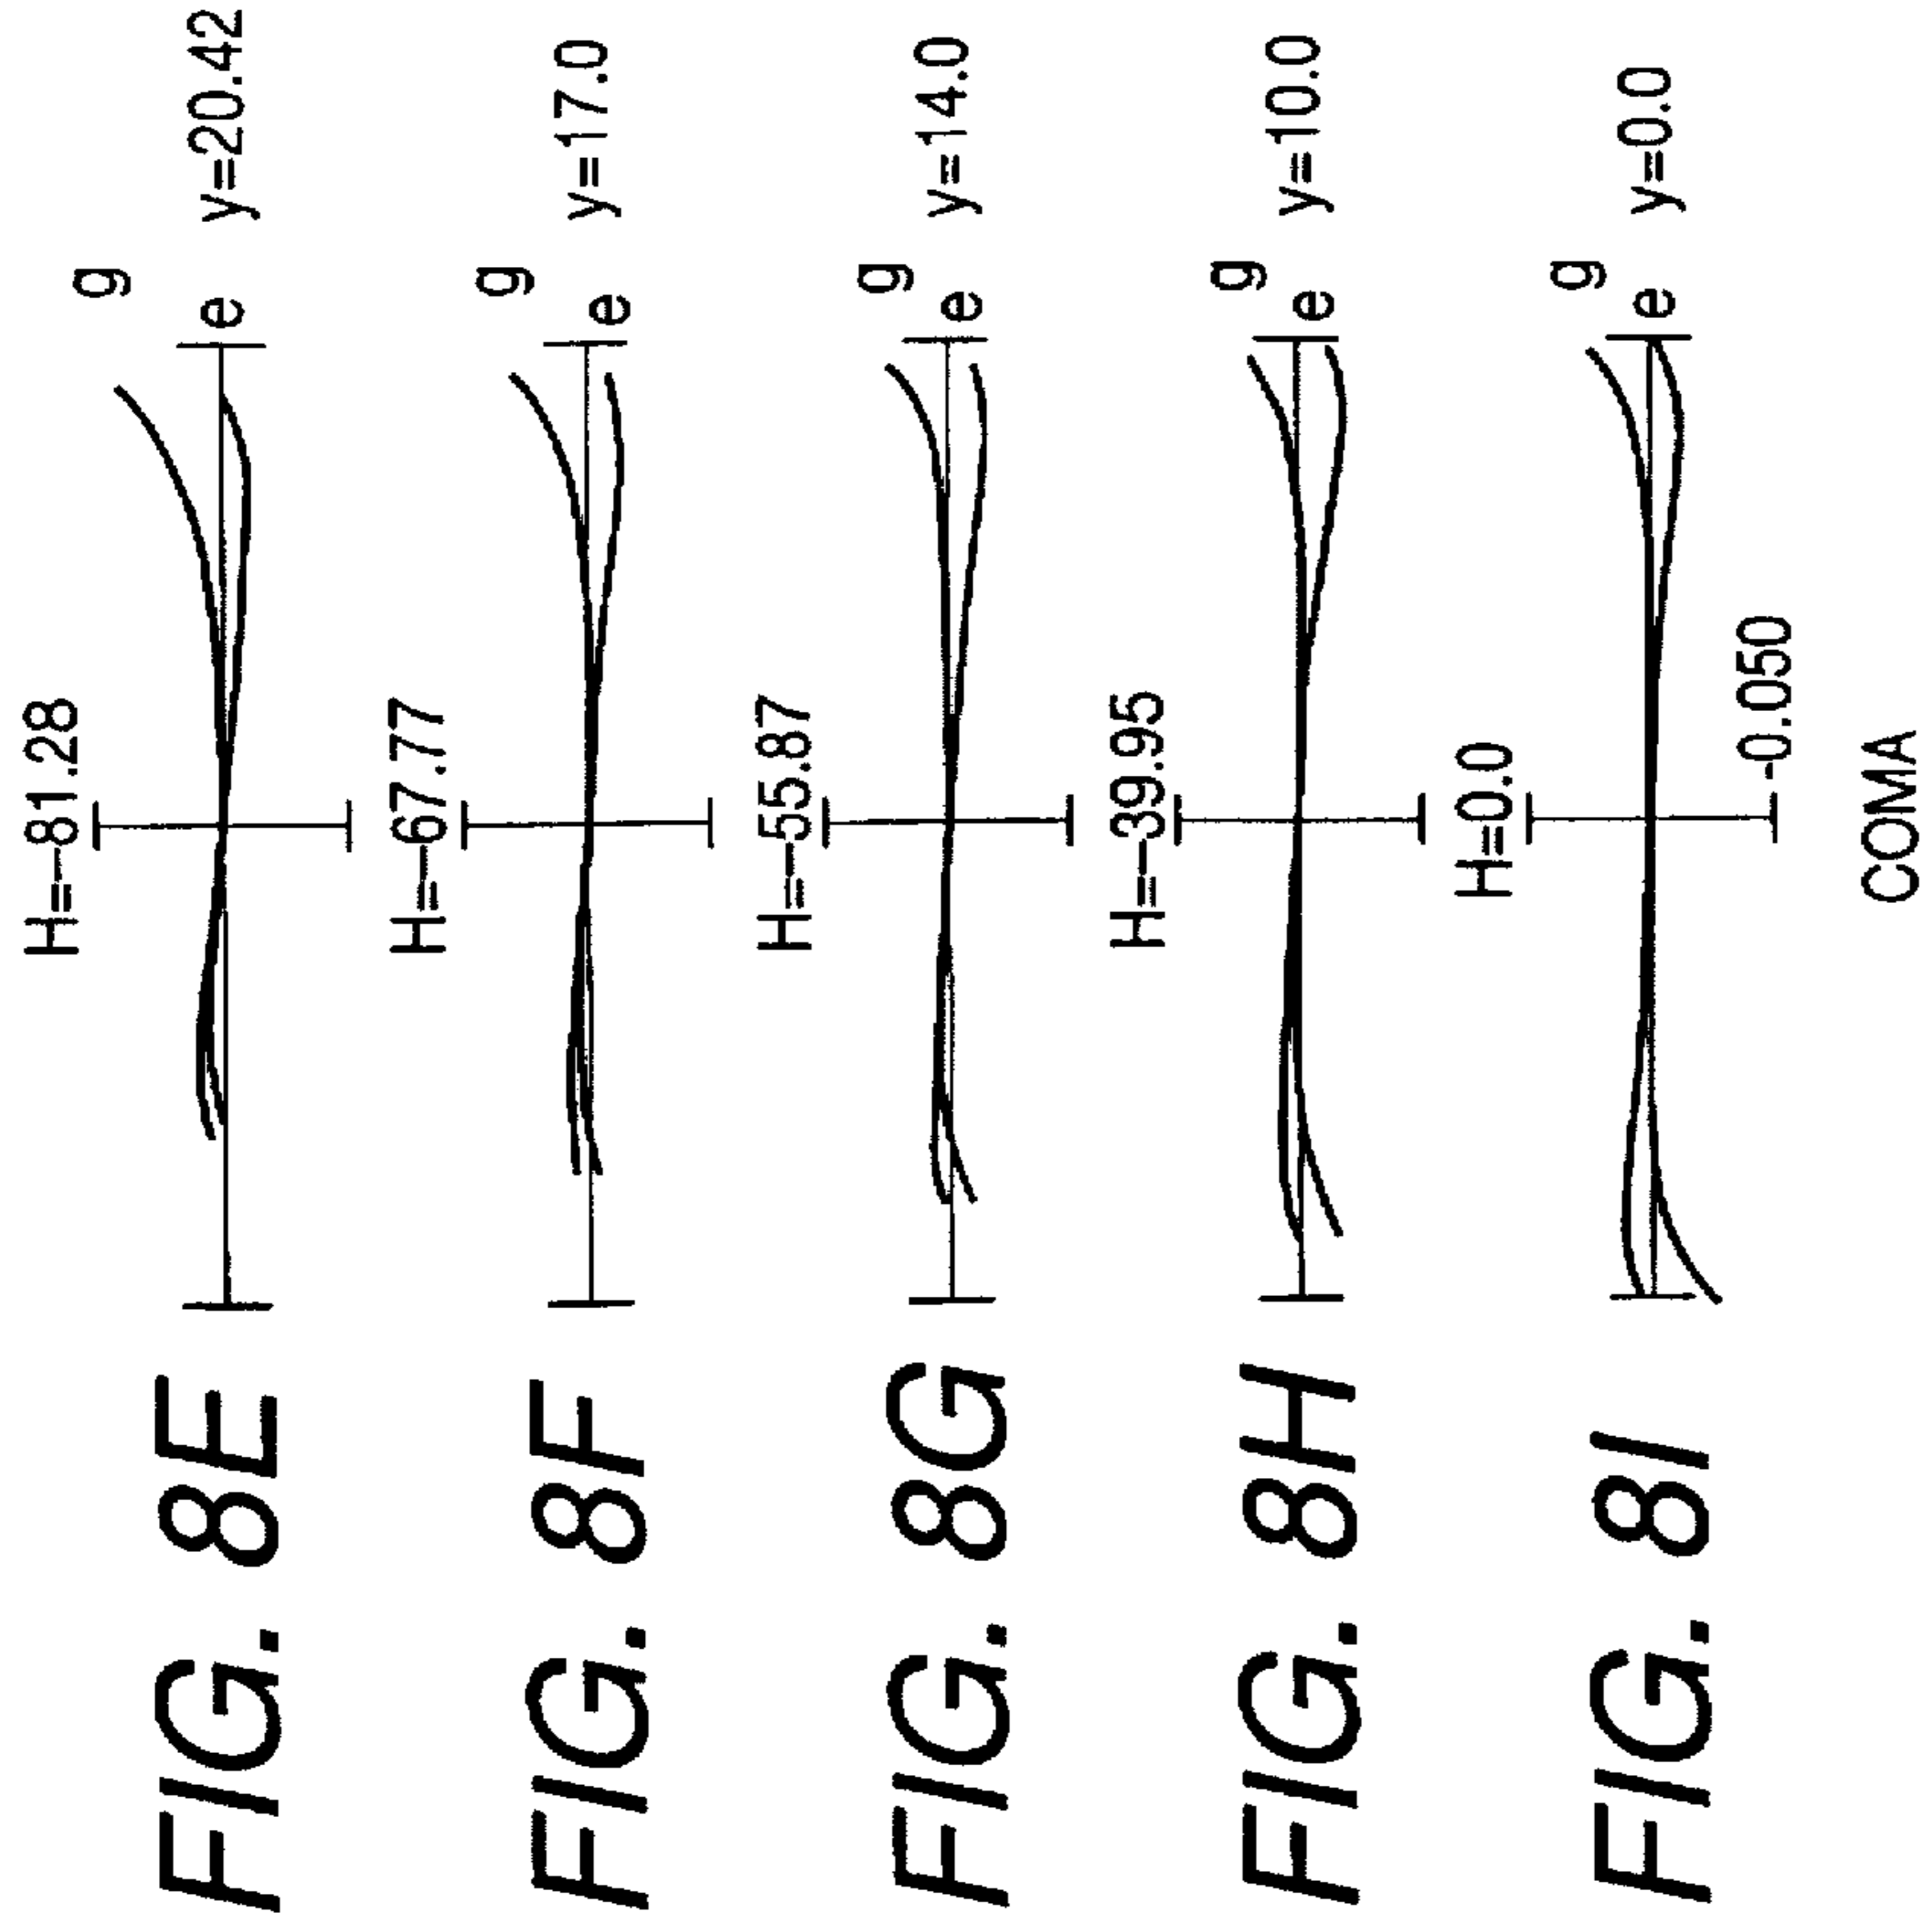 FIG. 8E
H=-81.28
g
e
y=20.42
FIG. 8F
H=-67.77
g
e
y=17.0
FIG. 8G
H=-55.87
g
e
y=14.0
FIG. 8H
H=-39.95
g
e
y=10.0
FIG. 8I
H=0.0
g
e
y=0.0
-0.050
COMA